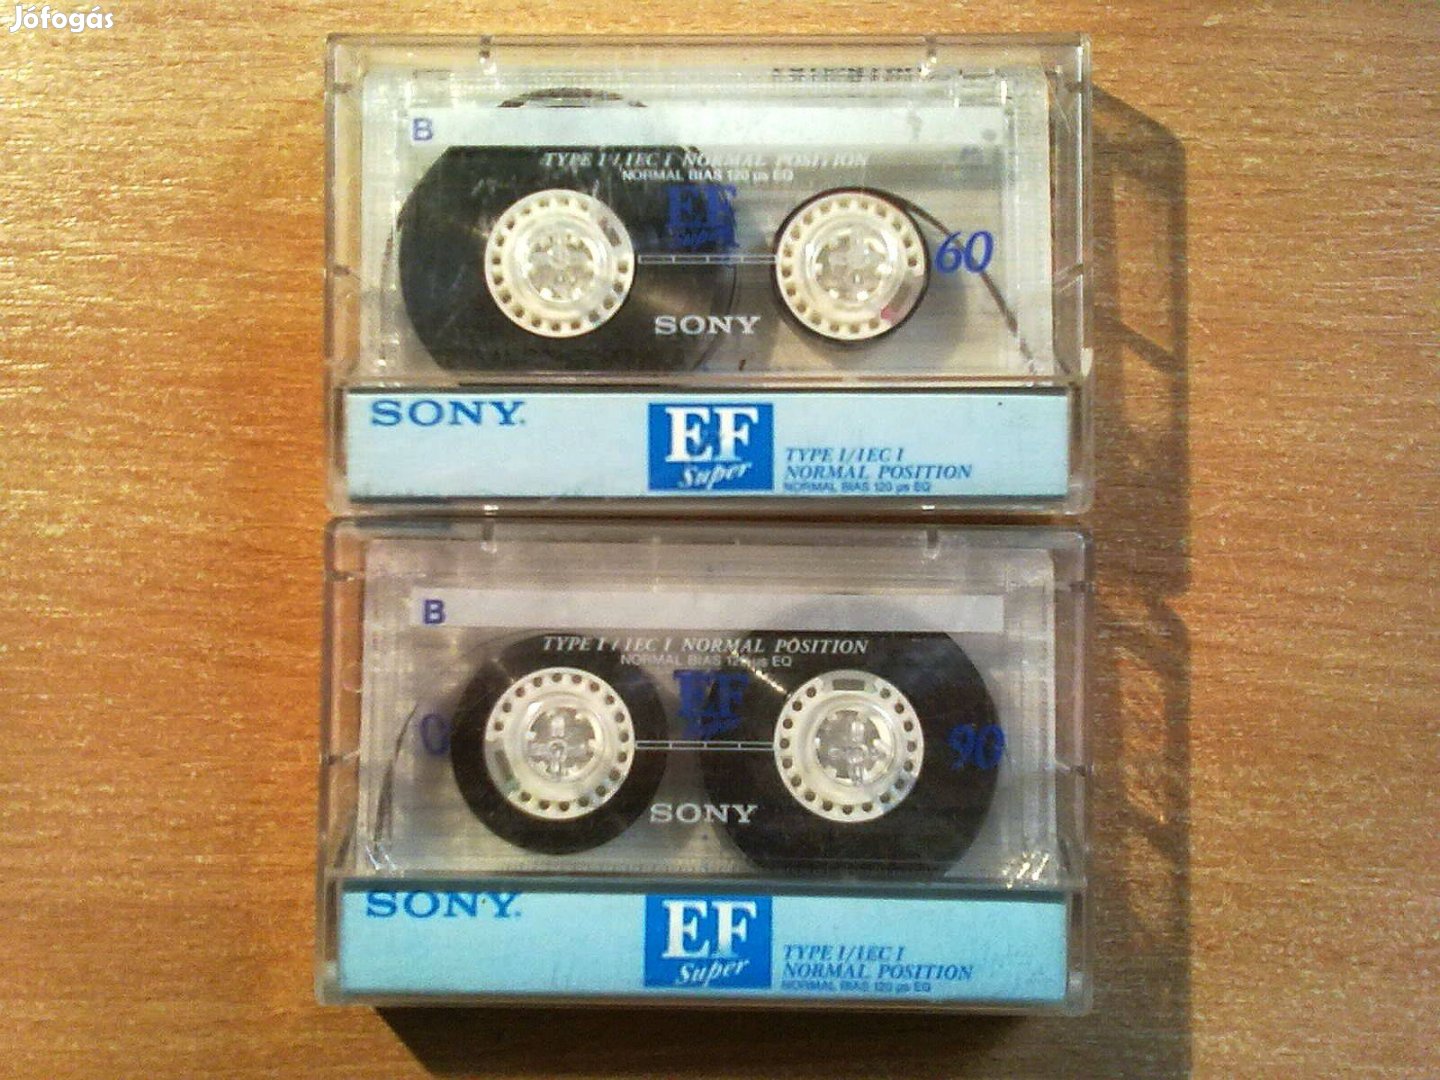 Jófogás
B
TYPE I / IEC I NORMAL POSITION
NORMAL BIAS 120 µs EQ
EF
60
SONY
SONY.
EF
Super
TYPE I/IEC I
NORMAL POSITION
NORMAL BIAS 120 µs EQ
B
TYPE I / IEC I NORMAL POSITION
NORMAL BIAS 120 µs EQ
EF
0
90
SONY
SONY.
EF
Super
TYPE I/IEC I
NORMAL POSITION
NORMAL BIAS 120 µs EQ